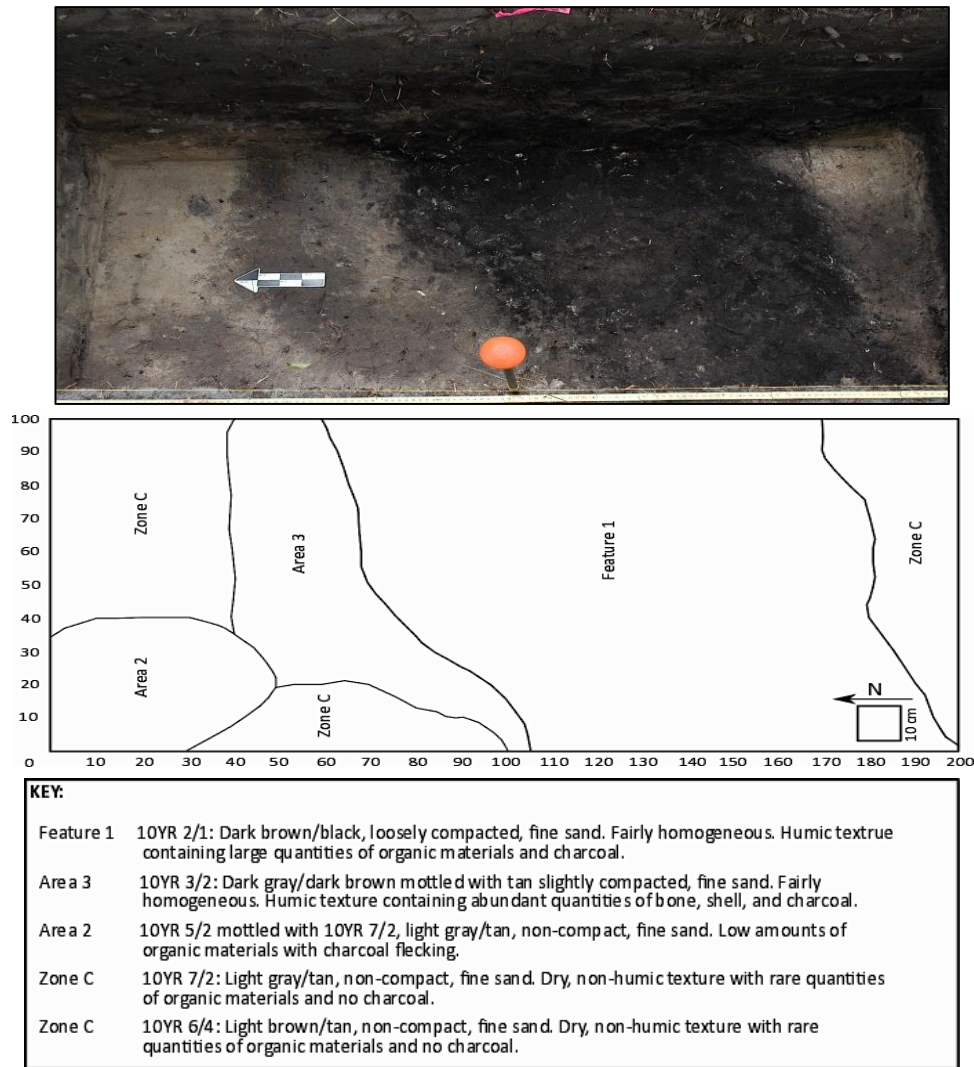 100
90
80
70
60
50
40
30
20
10
0
Zone C
Area 3
Feature 1
Zone C
Area 2
Zone C
N
10 cm
10 20 30 40 50 60 70 80 90 100 110 120 130 140 150 160 170 180 190 200
KEY:
Feature 1 10YR 2/1: Dark brown/black, loosely compacted, fine sand. Fairly homogeneous. Humic textrue
containing large quantities of organic materials and charcoal.
Area 3 10YR 3/2: Dark gray/dark brown mottled with tan slightly compacted, fine sand. Fairly
homogeneous. Humic texture containing abundant quantities of bone, shell, and charcoal.
Area 2 10YR 5/2 mottled with 10YR 7/2, light gray/tan, non-compact, fine sand. Low amounts of
organic materials with charcoal flecking.
Zone C 10YR 7/2: Light gray/tan, non-compact, fine sand. Dry, non-humic texture with rare quantities
of organic materials and no charcoal.
Zone C 10YR 6/4: Light brown/tan, non-compact, fine sand. Dry, non-humic texture with rare
quantities of organic materials and no charcoal.